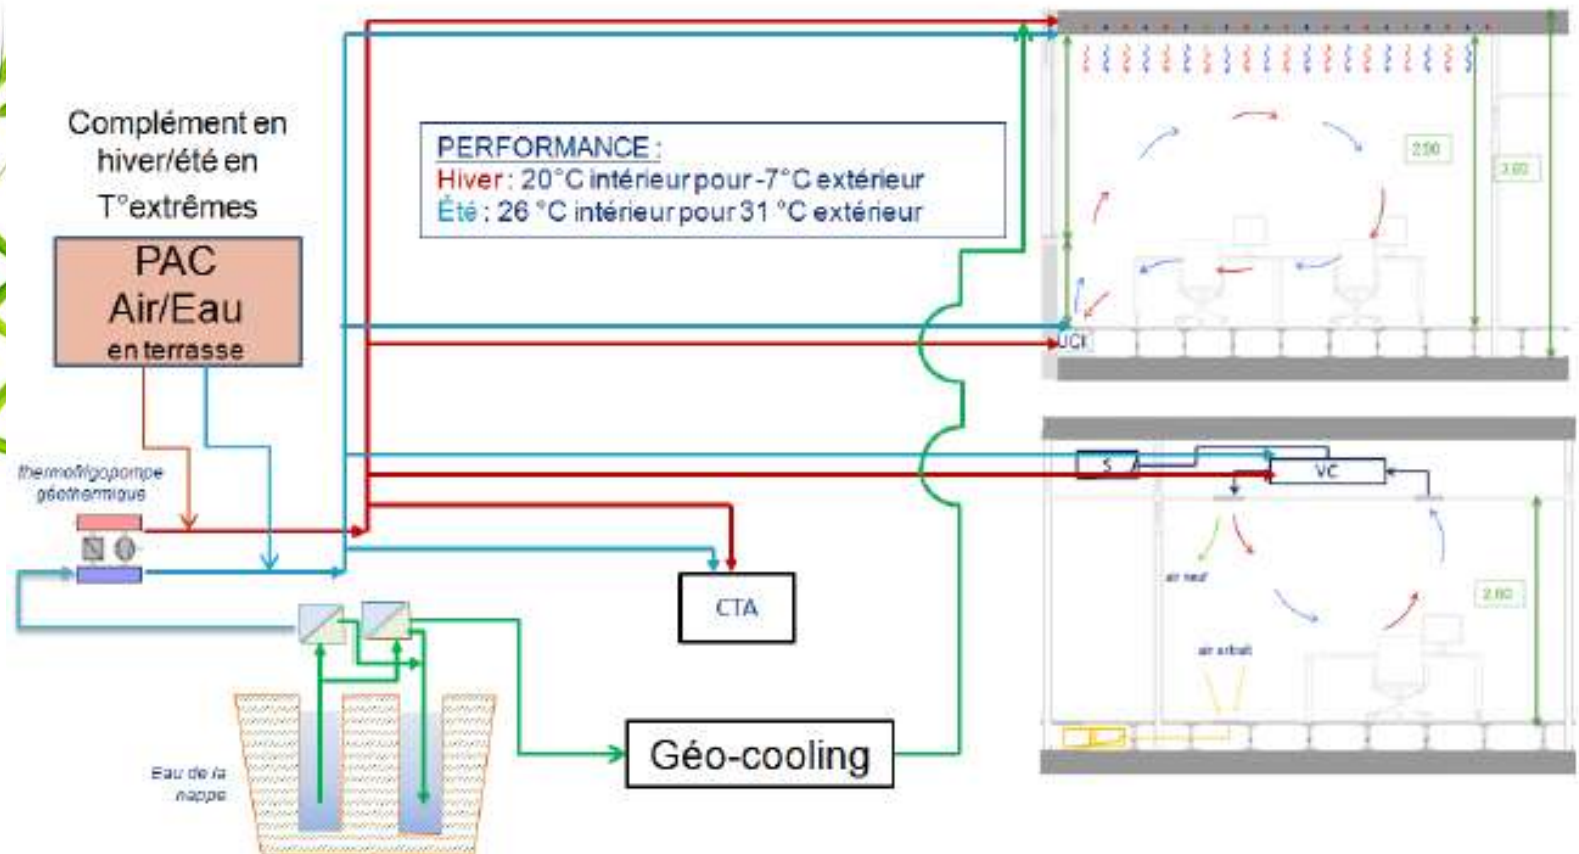 Complément en
hiver/été en
T°extrêmes
PAC
Air/Eau
en terrasse
PERFORMANCE :
Hiver : 20°C intérieur pour -7°C extérieur
Été : 26 °C intérieur pour 31 °C extérieur
2.90
3.60
thermofrigopompe
géothermique
S
VC
air neuf
2.60
CTA
air extrait
Géo-cooling
Eau de la
nappe